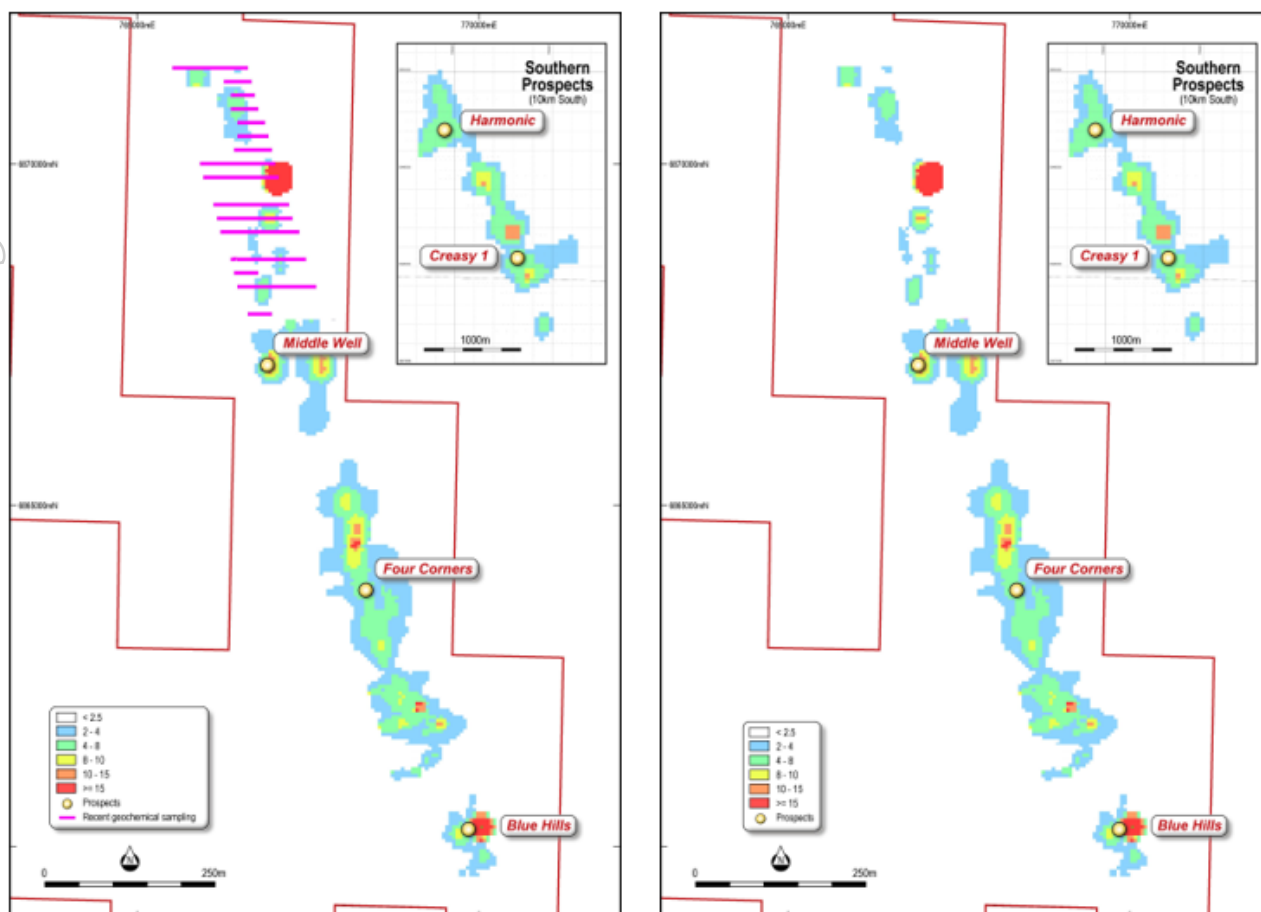 770000mE
Southern
Prospects
(10km South)
Harmonic
Creasy 1
1000m
6870000mN
Middle Well
Four Corners
< 2.5
2 - 4
4 - 8
8 - 10
10 - 15
>= 15
Prospects
Recent geochemical sampling
Blue Hills
N
0
250m
770000mE
Southern
Prospects
(10km South)
Harmonic
Creasy 1
1000m
6870000mN
Middle Well
Four Corners
< 2.5
2 - 4
4 - 8
8 - 10
10 - 15
>= 15
Prospects
Blue Hills
N
0
250m